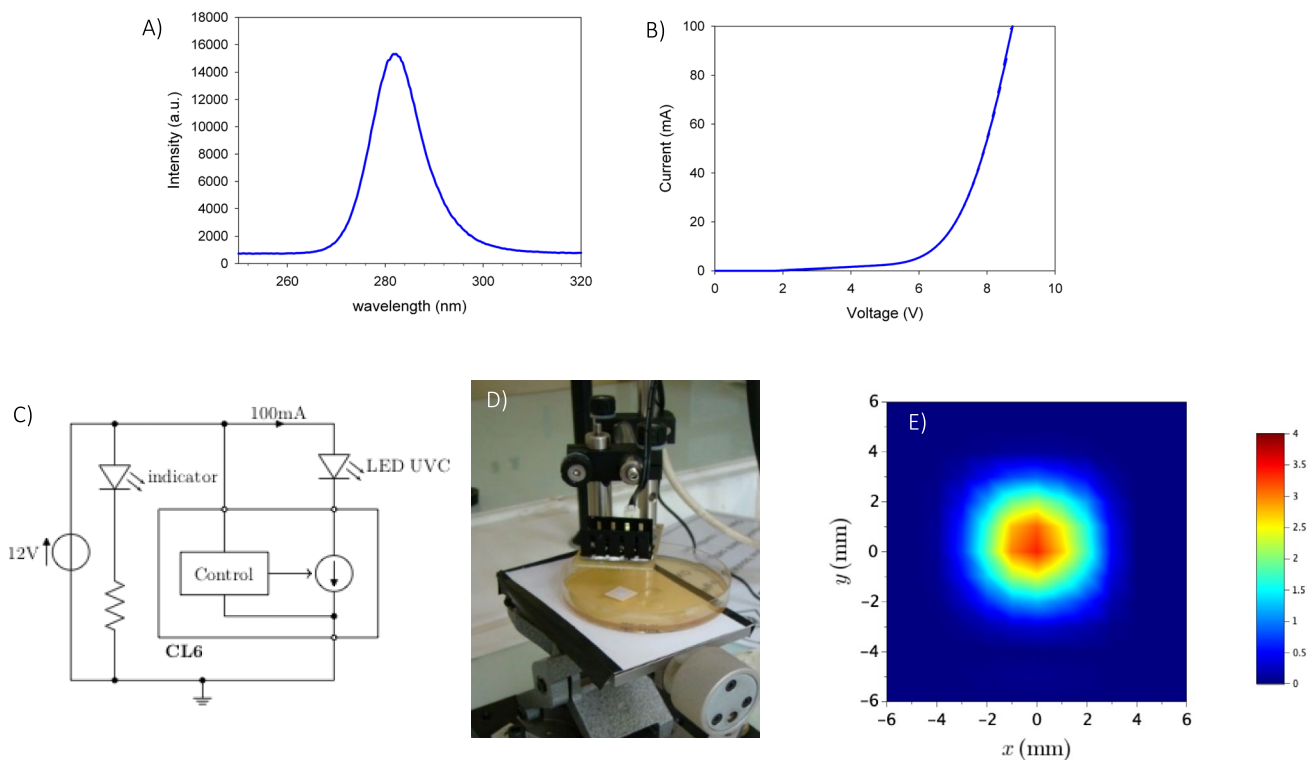 A)
18000
16000
14000
12000
10000
8000
6000
4000
2000
0
Intensity (a.u.)
260
280
300
320
wavelength (nm)
B)
100
80
60
40
20
0
Current (mA)
0
2
4
6
8
10
Voltage (V)
C)
100mA
indicator
LED UVC
12V
Control
CL6
D)
E)
6
4
2
0
−2
−4
−6
y (mm)
−6
−4
−2
0
2
4
6
x (mm)
4
3.5
3
2.5
2
1.5
1
0.5
0